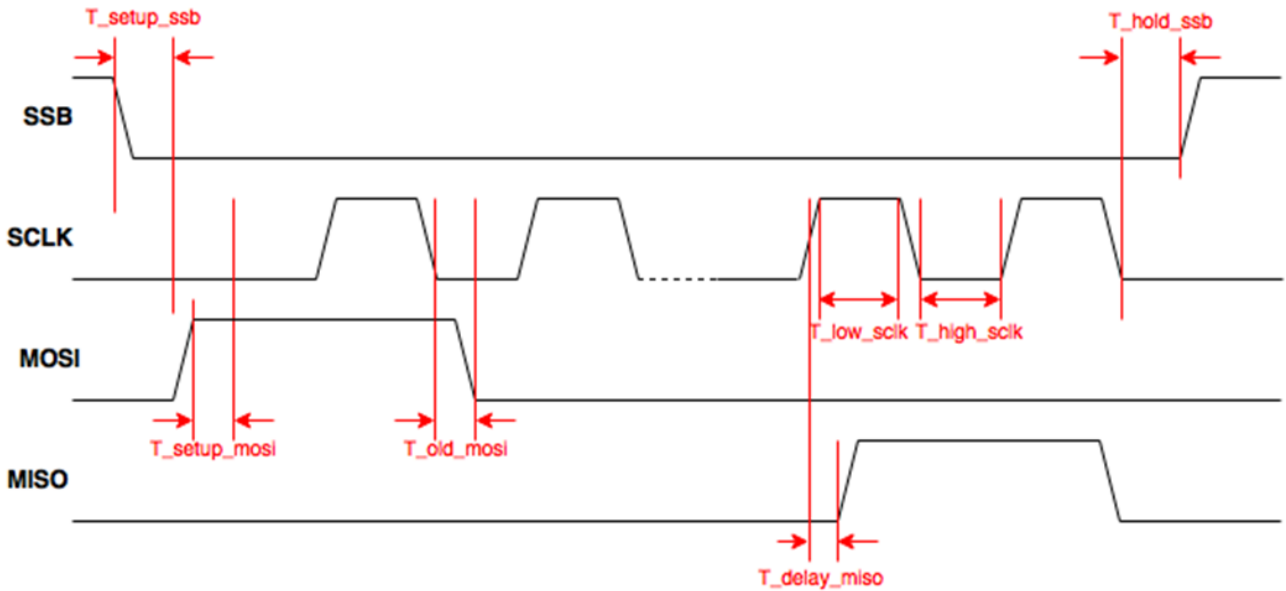 T_setup_ssb
T_hold_ssb
SSB
SCLK
T_low_sclk
T_high_sclk
MOSI
T_setup_mosi
T_old_mosi
MISO
T_delay_miso